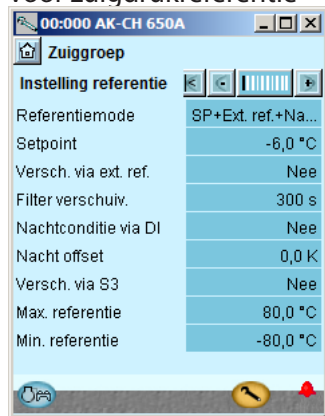 00:000 AK-CH 650A
Zuiggroep
Instelling referentie
Referentiemode SP+Ext. ref.+Na...
Setpoint -6,0 °C
Versch. via ext. ref. Nee
Filter verschuiv. 300 s
Nachtconditie via DI Nee
Nacht offset 0,0 K
Versch. via S3 Nee
Max. referentie 80,0 °C
Min. referentie -80,0 °C